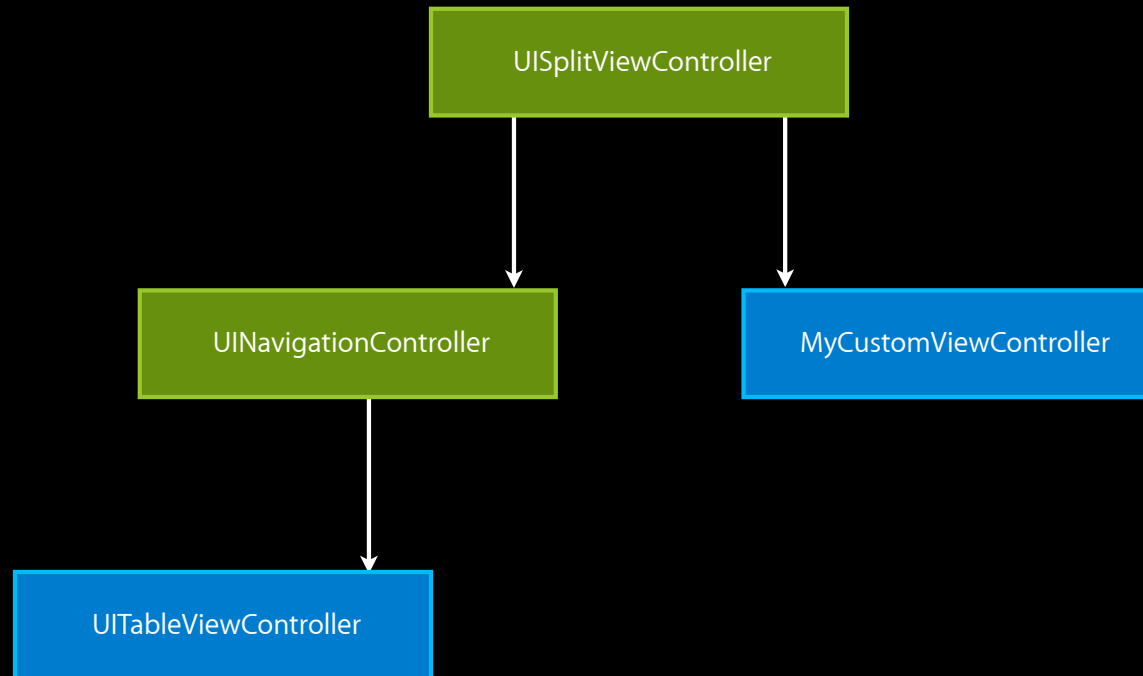 UISplitViewController
UINavigationController
MyCustomViewController
UITableViewController